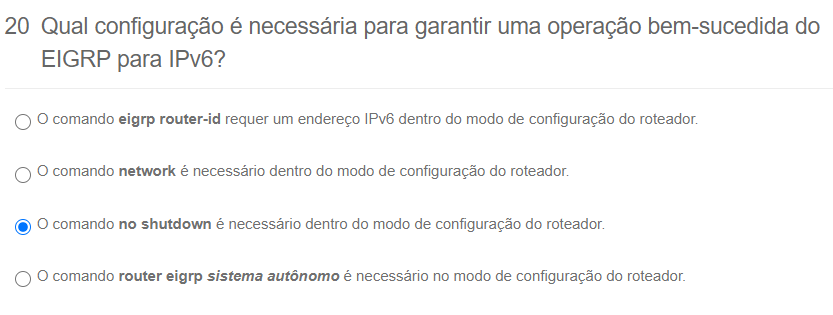 20 Qual configuração é necessária para garantir uma operação bem-sucedida do
EIGRP para IPv6?
O comando eigrp router-id requer um endereço IPv6 dentro do modo de configuração do roteador.
O comando network é necessário dentro do modo de configuração do roteador.
O comando no shutdown é necessário dentro do modo de configuração do roteador.
O comando router eigrp sistema autônomo é necessário no modo de configuração do roteador.